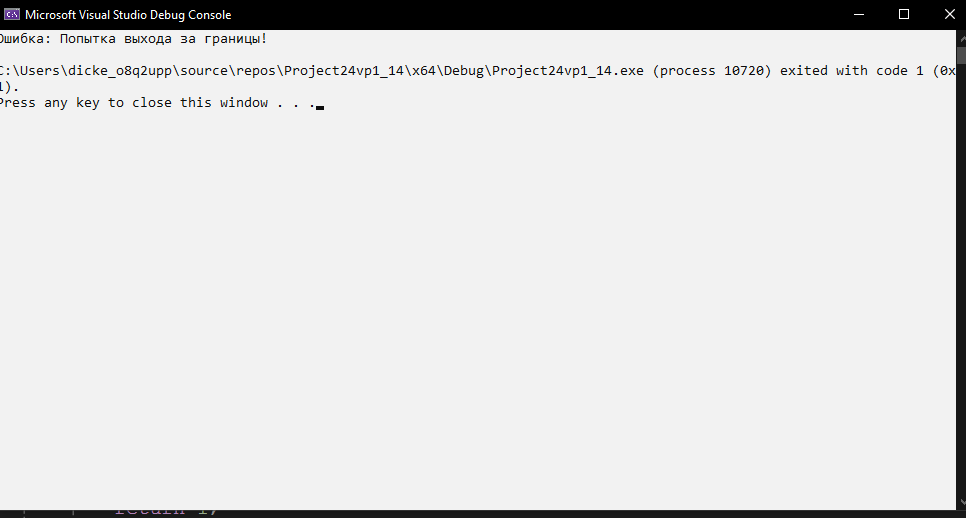 Microsoft Visual Studio Debug Console
Ошибка: Попытка выхода за границы!
C:\Users\dicke_o8q2upp\source\repos\Project24vp1_14\x64\Debug\Project24vp1_14.exe (process 10720) exited with code 1 (0x
1).
Press any key to close this window . . .
return 1;